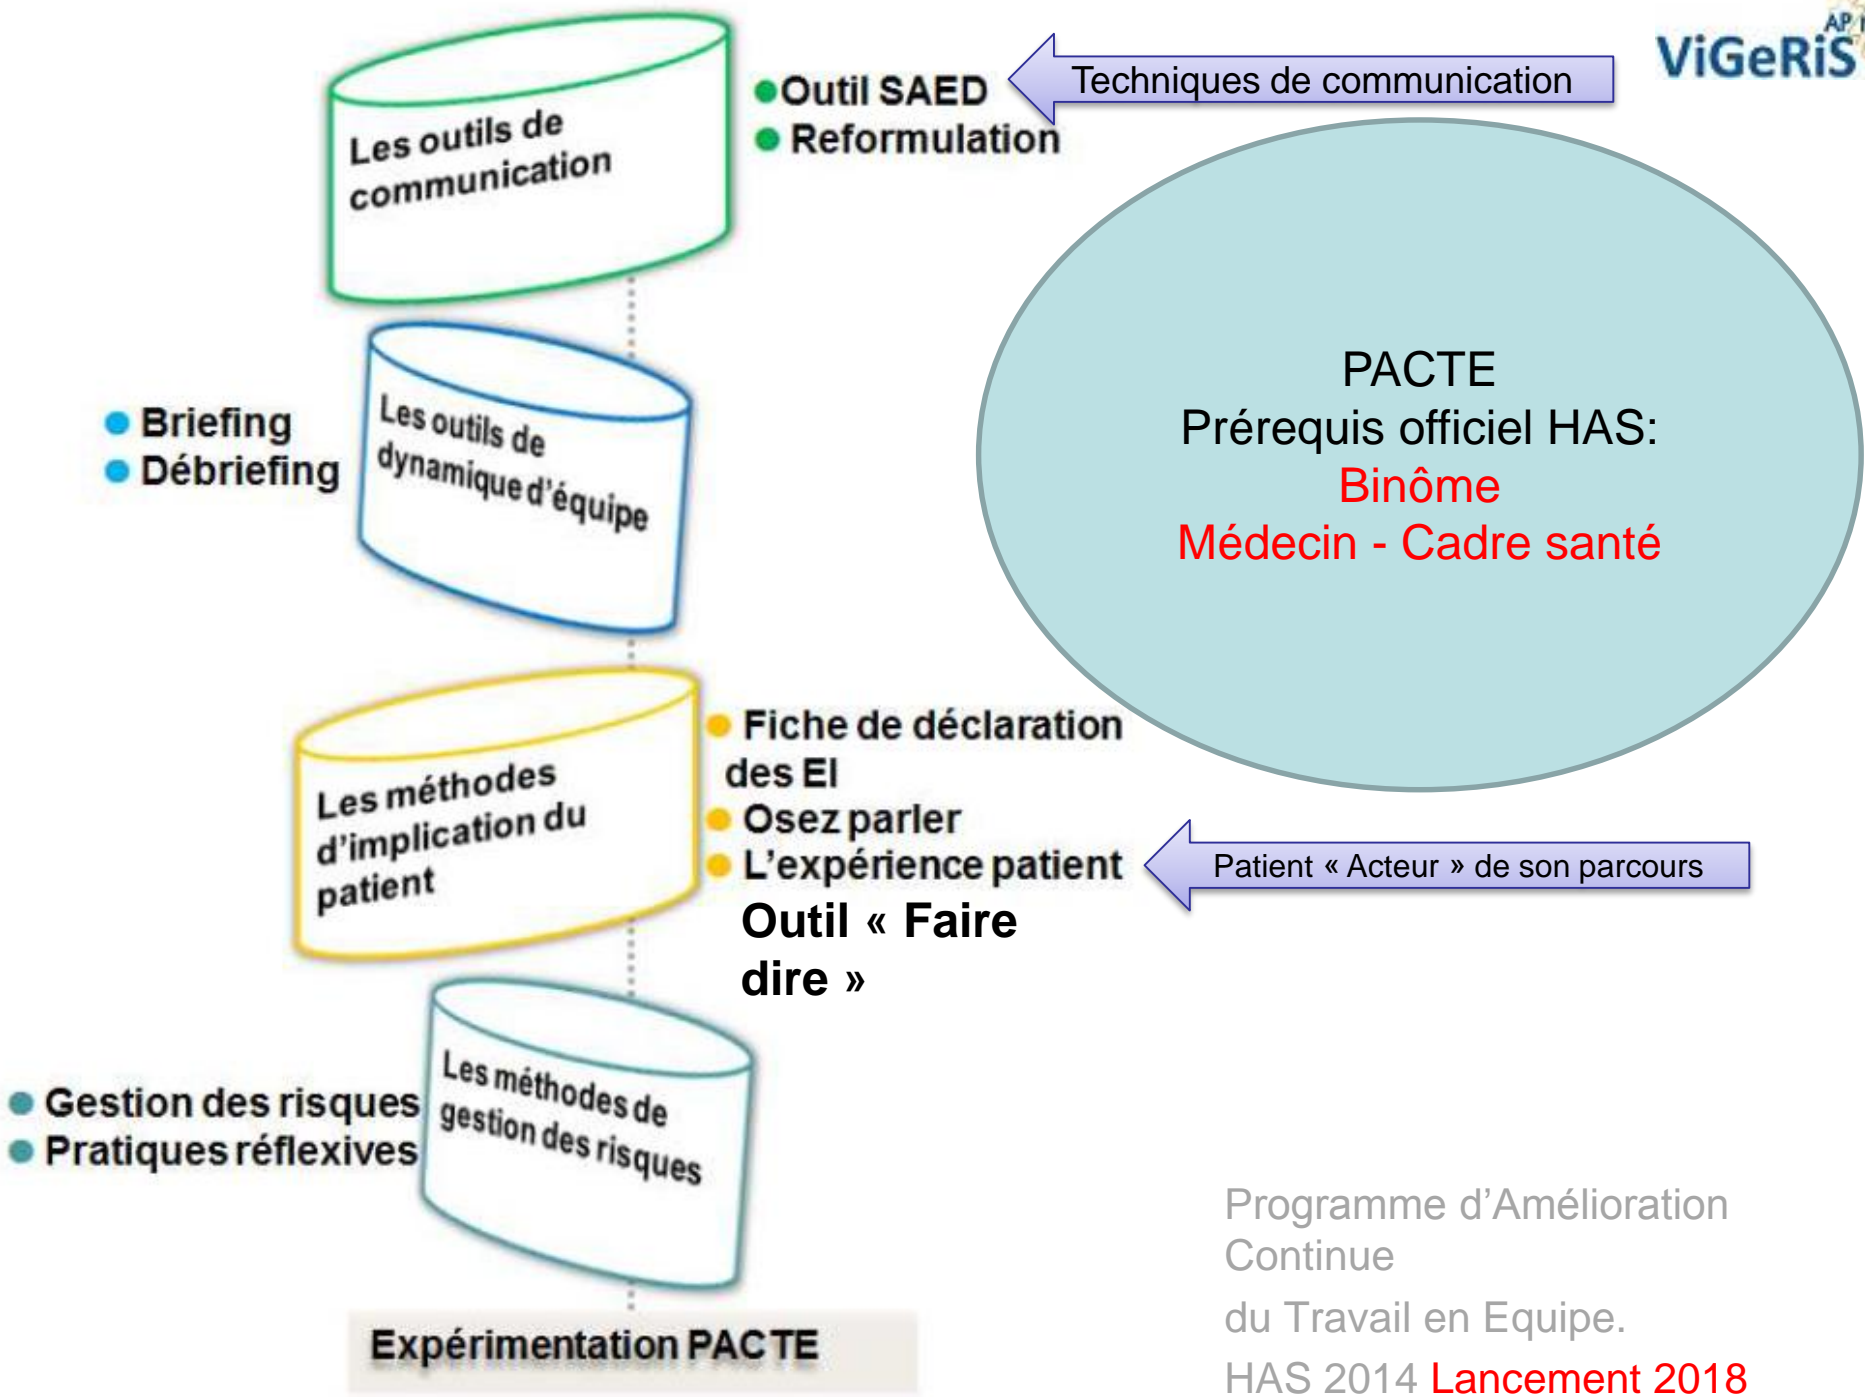 AP
ViGeRiS
Techniques de communication
Les outils de
communication
●Outil SAED
● Reformulation
Les outils de
dynamique d'équipe
● Briefing
● Débriefing
PACTE
Prérequis officiel HAS:
Binôme
Médecin - Cadre santé
Les méthodes
d'implication du
patient
● Fiche de déclaration
des EI
● Osez parler
● L'expérience patient
Outil « Faire
dire »
Patient « Acteur » de son parcours
Les méthodes de
gestion des risques
● Gestion des risques
● Pratiques réflexives
Expérimentation PACTE
Programme d'Amélioration
Continue
du Travail en Equipe.
HAS 2014 Lancement 2018